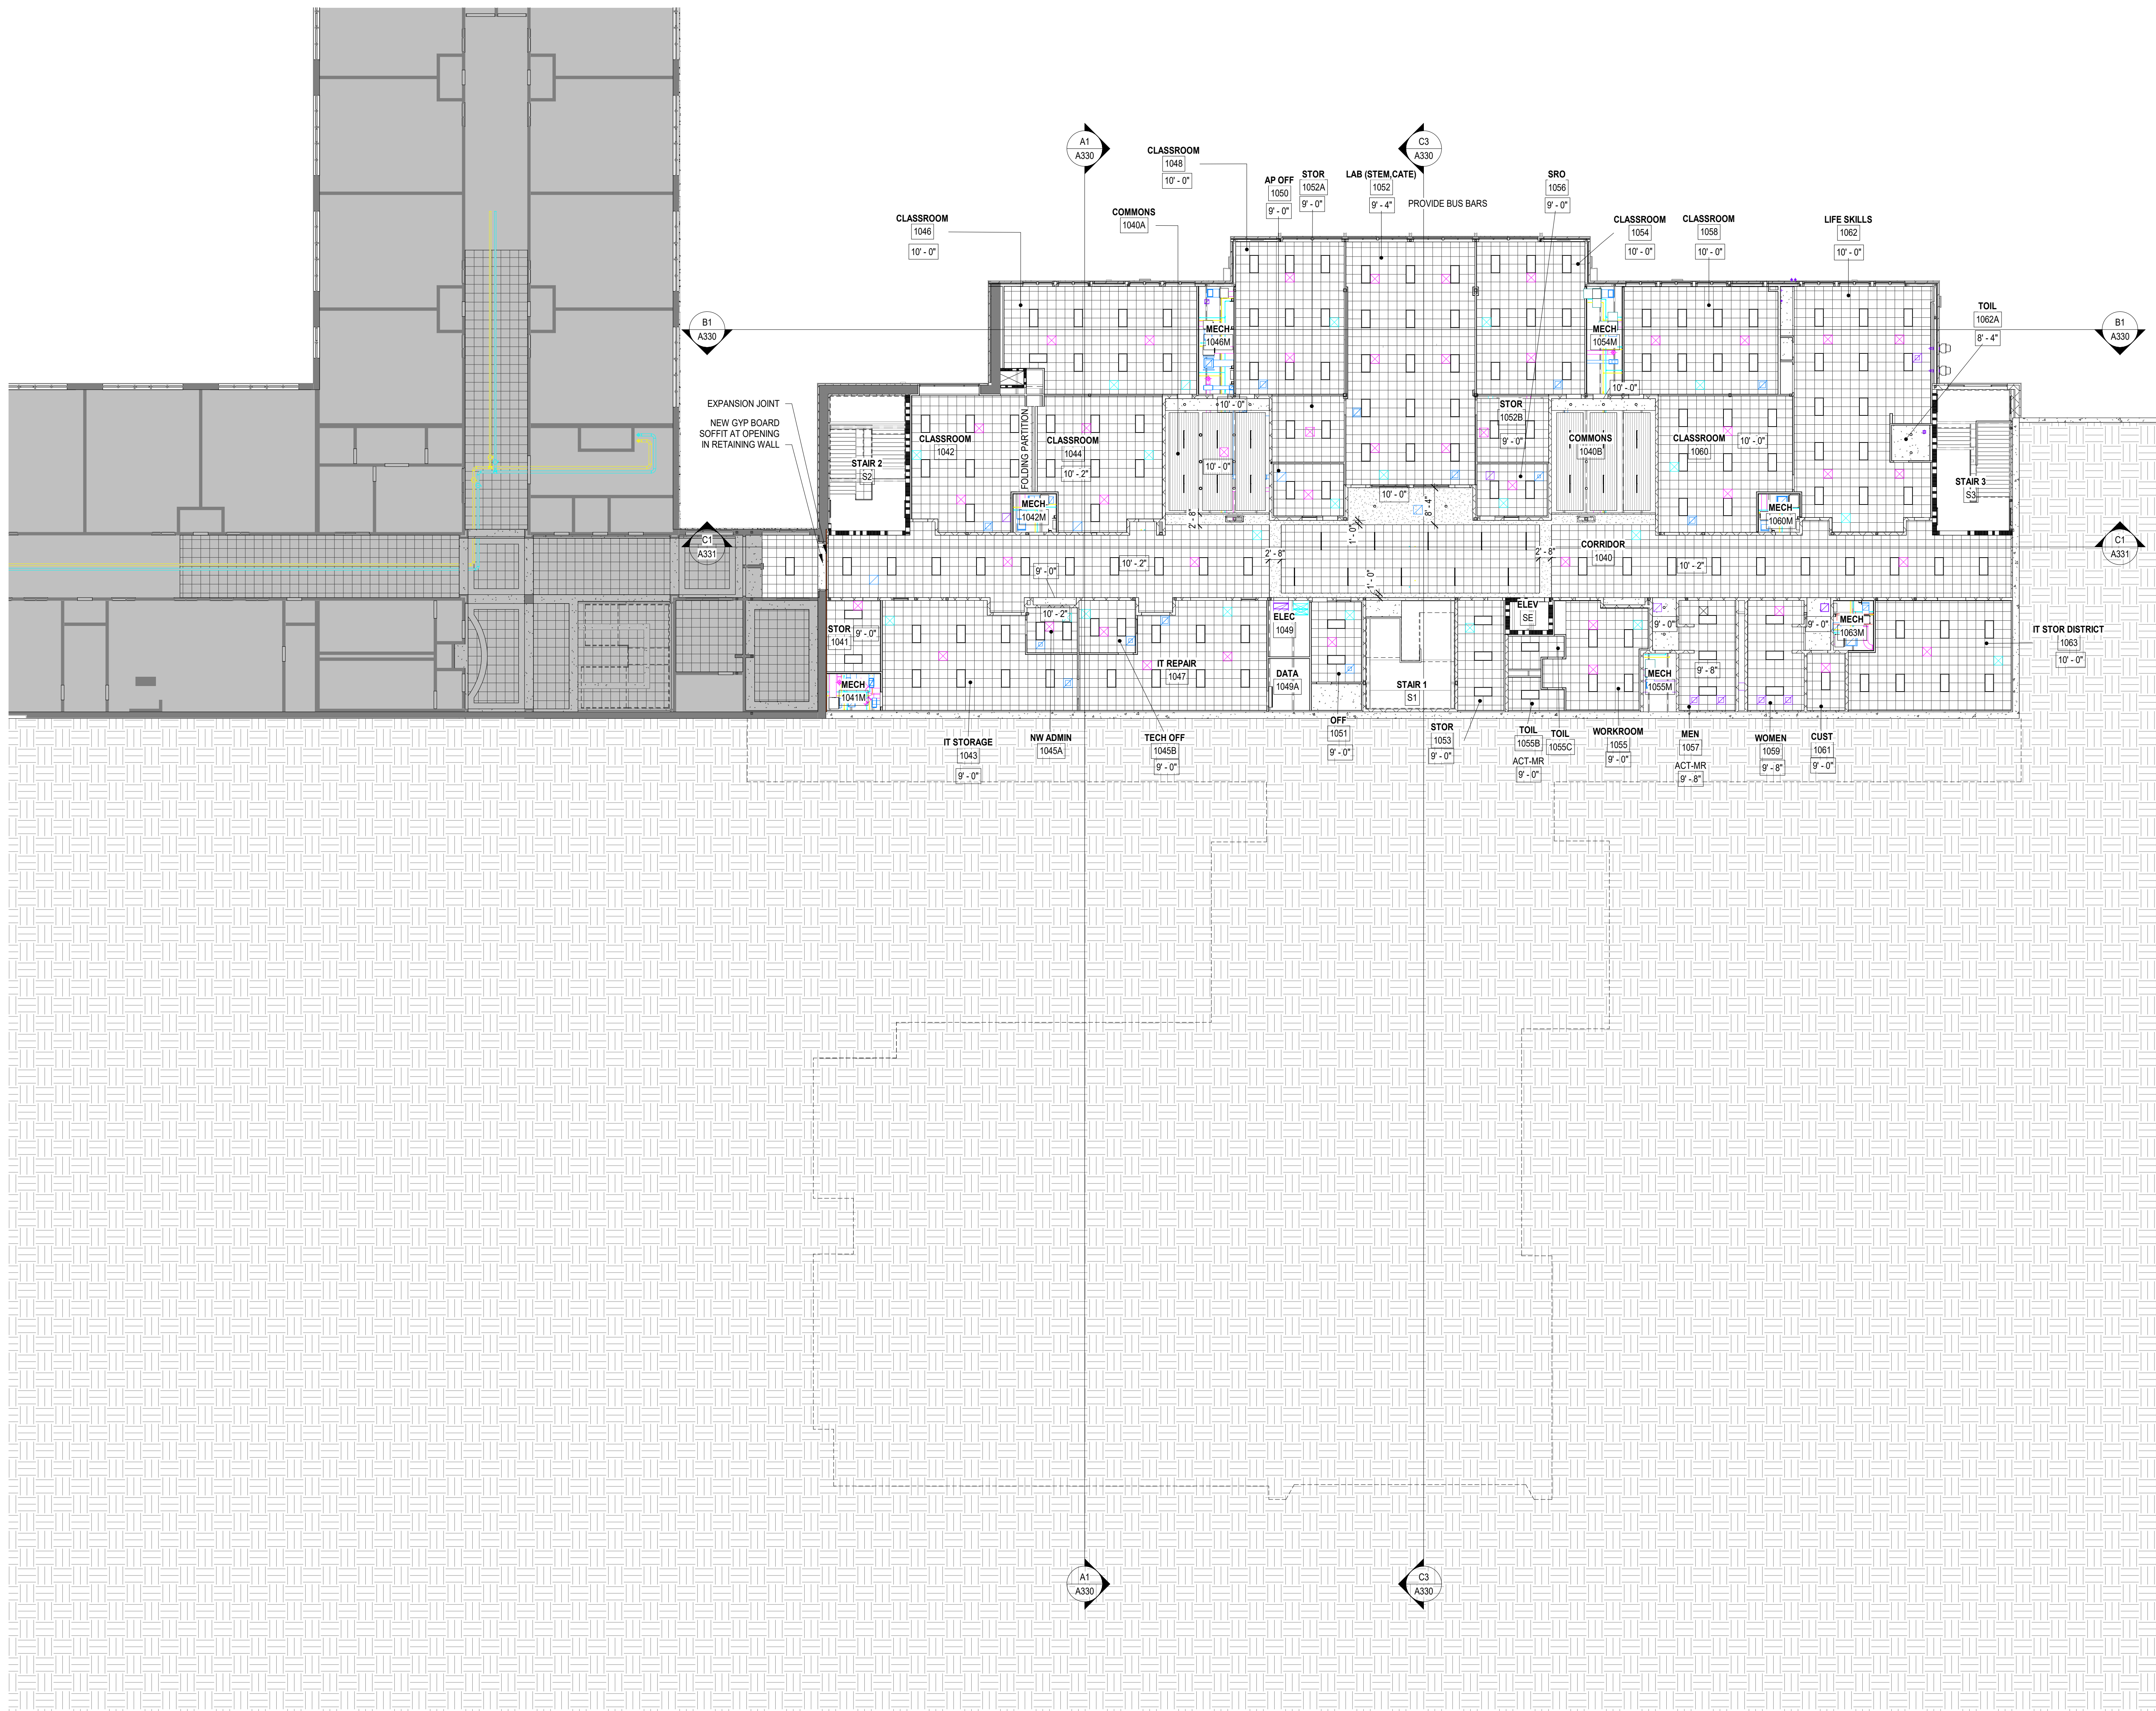 A1
A330
C3
A330
CLASSROOM
1048
10' - 0"
AP OFF
1050
9' - 0"
STOR
1052A
9' - 0"
LAB (STEM,CATE)
1052
9' - 4"
PROVIDE BUS BARS
SRO
1056
9' - 0"
CLASSROOM
1046
10' - 0"
COMMONS
1040A
CLASSROOM
1054
10' - 0"
CLASSROOM
1058
10' - 0"
LIFE SKILLS
1062
10' - 0"
TOIL
1062A
8' - 4"
B1
A330
B1
A330
MECH
1046M
MECH
1054M
10' - 0"
10' - 0"
EXPANSION JOINT
NEW GYP BOARD
SOFFIT AT OPENING
IN RETAINING WALL
STAIR 2
S2
CLASSROOM
1042
FOLDING PARTITION
CLASSROOM
1044
10' - 2"
10' - 0"
STOR
1052B
9' - 0"
COMMONS
1040B
CLASSROOM
1060
10' - 0"
STAIR 3
S3
MECH
1042M
10' - 0"
8' - 4"
2' - 8"
1' - 0"
MECH
1060M
C1
A331
C1
A331
CORRIDOR
1040
10' - 2"
2' - 8"
2' - 8"
10' - 2"
9' - 0"
1' - 0"
10' - 2"
STOR
1041
9' - 0"
ELEC
1049
ELEV
SE
9' - 0"
9' - 0"
MECH
1063M
IT STOR DISTRICT
1063
10' - 0"
IT REPAIR
1047
DATA
1049A
STAIR 1
S1
MECH
1041M
MECH
1055M
9' - 8"
IT STORAGE
1043
9' - 0"
NW ADMIN
1045A
TECH OFF
1045B
9' - 0"
OFF
1051
9' - 0"
STOR
1053
9' - 0"
TOIL
1055B
ACT-MR
9' - 0"
TOIL
1055C
WORKROOM
1055
9' - 0"
MEN
1057
ACT-MR
9' - 8"
WOMEN
1059
9' - 8"
CUST
1061
9' - 0"
A1
A330
C3
A330